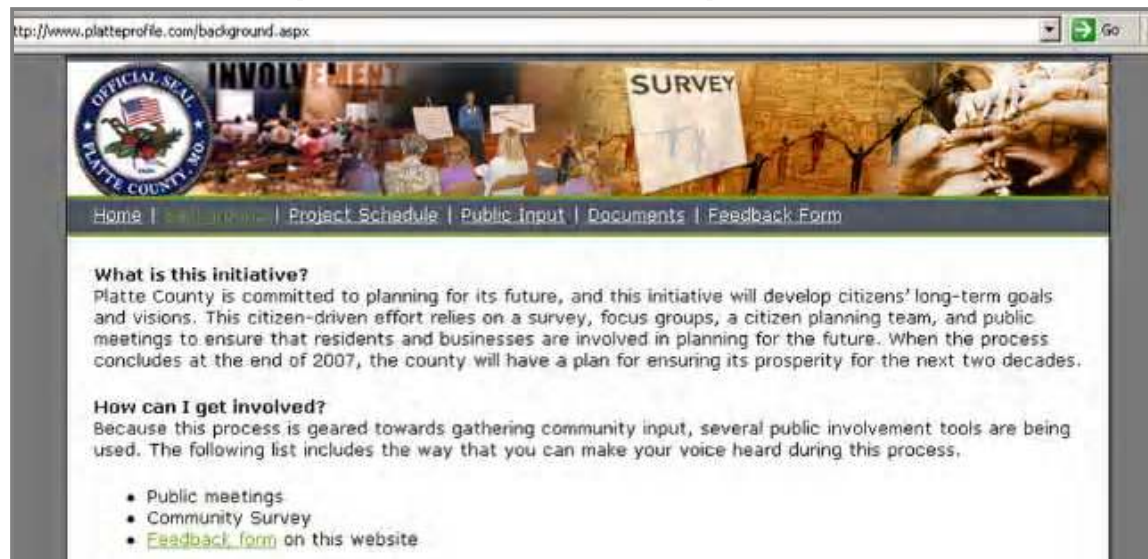 ttp://www.platteprofile.com/background.aspx
Go
OFFICIAL SEAL
PLATTE COUNTY, MO.
INVOLVEMENT
SURVEY
Home | Background | Project Schedule | Public Input | Documents | Feedback Form
What is this initiative?
Platte County is committed to planning for its future, and this initiative will develop citizens' long-term goals
and visions. This citizen-driven effort relies on a survey, focus groups, a citizen planning team, and public
meetings to ensure that residents and businesses are involved in planning for the future. When the process
concludes at the end of 2007, the county will have a plan for ensuring its prosperity for the next two decades.
How can I get involved?
Because this process is geared towards gathering community input, several public involvement tools are being
used. The following list includes the way that you can make your voice heard during this process.
• Public meetings
• Community Survey
• Feedback form on this website